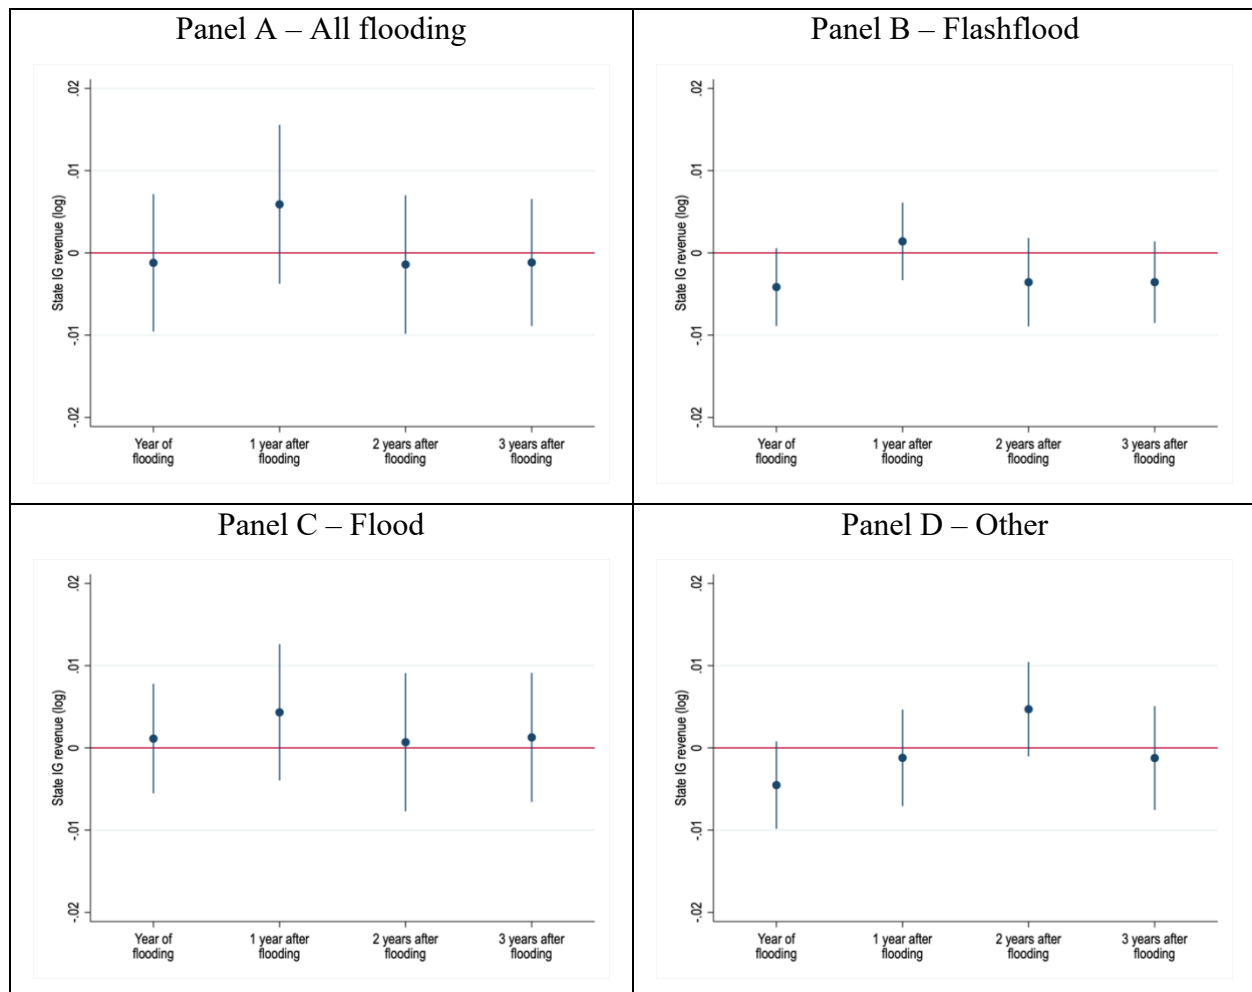 Panel A – All flooding
State IG revenue (log)
.02
.01
0
-.01
-.02
Year of
flooding
1 year after
flooding
2 years after
flooding
3 years after
flooding
Panel B – Flashflood
State IG revenue (log)
.02
.01
0
-.01
-.02
Year of
flooding
1 year after
flooding
2 years after
flooding
3 years after
flooding
Panel C – Flood
State IG revenue (log)
.02
.01
0
-.01
-.02
Year of
flooding
1 year after
flooding
2 years after
flooding
3 years after
flooding
Panel D – Other
State IG revenue (log)
.02
.01
0
-.01
-.02
Year of
flooding
1 year after
flooding
2 years after
flooding
3 years after
flooding